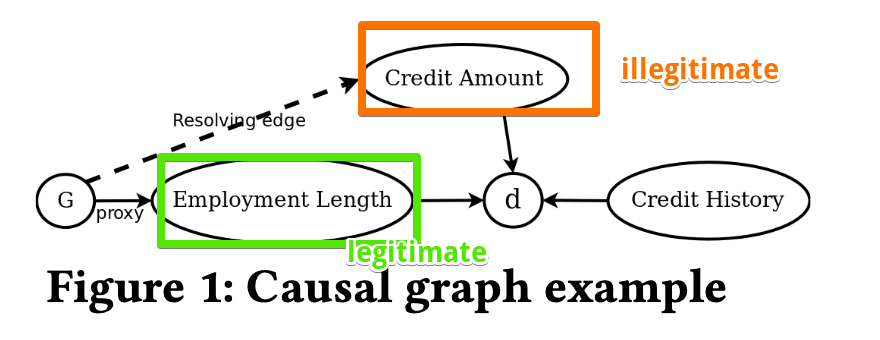 Credit Amount
illegitimate
Resolving edge
G
proxy
Employment Length
d
Credit History
legitimate
Figure 1: Causal graph example